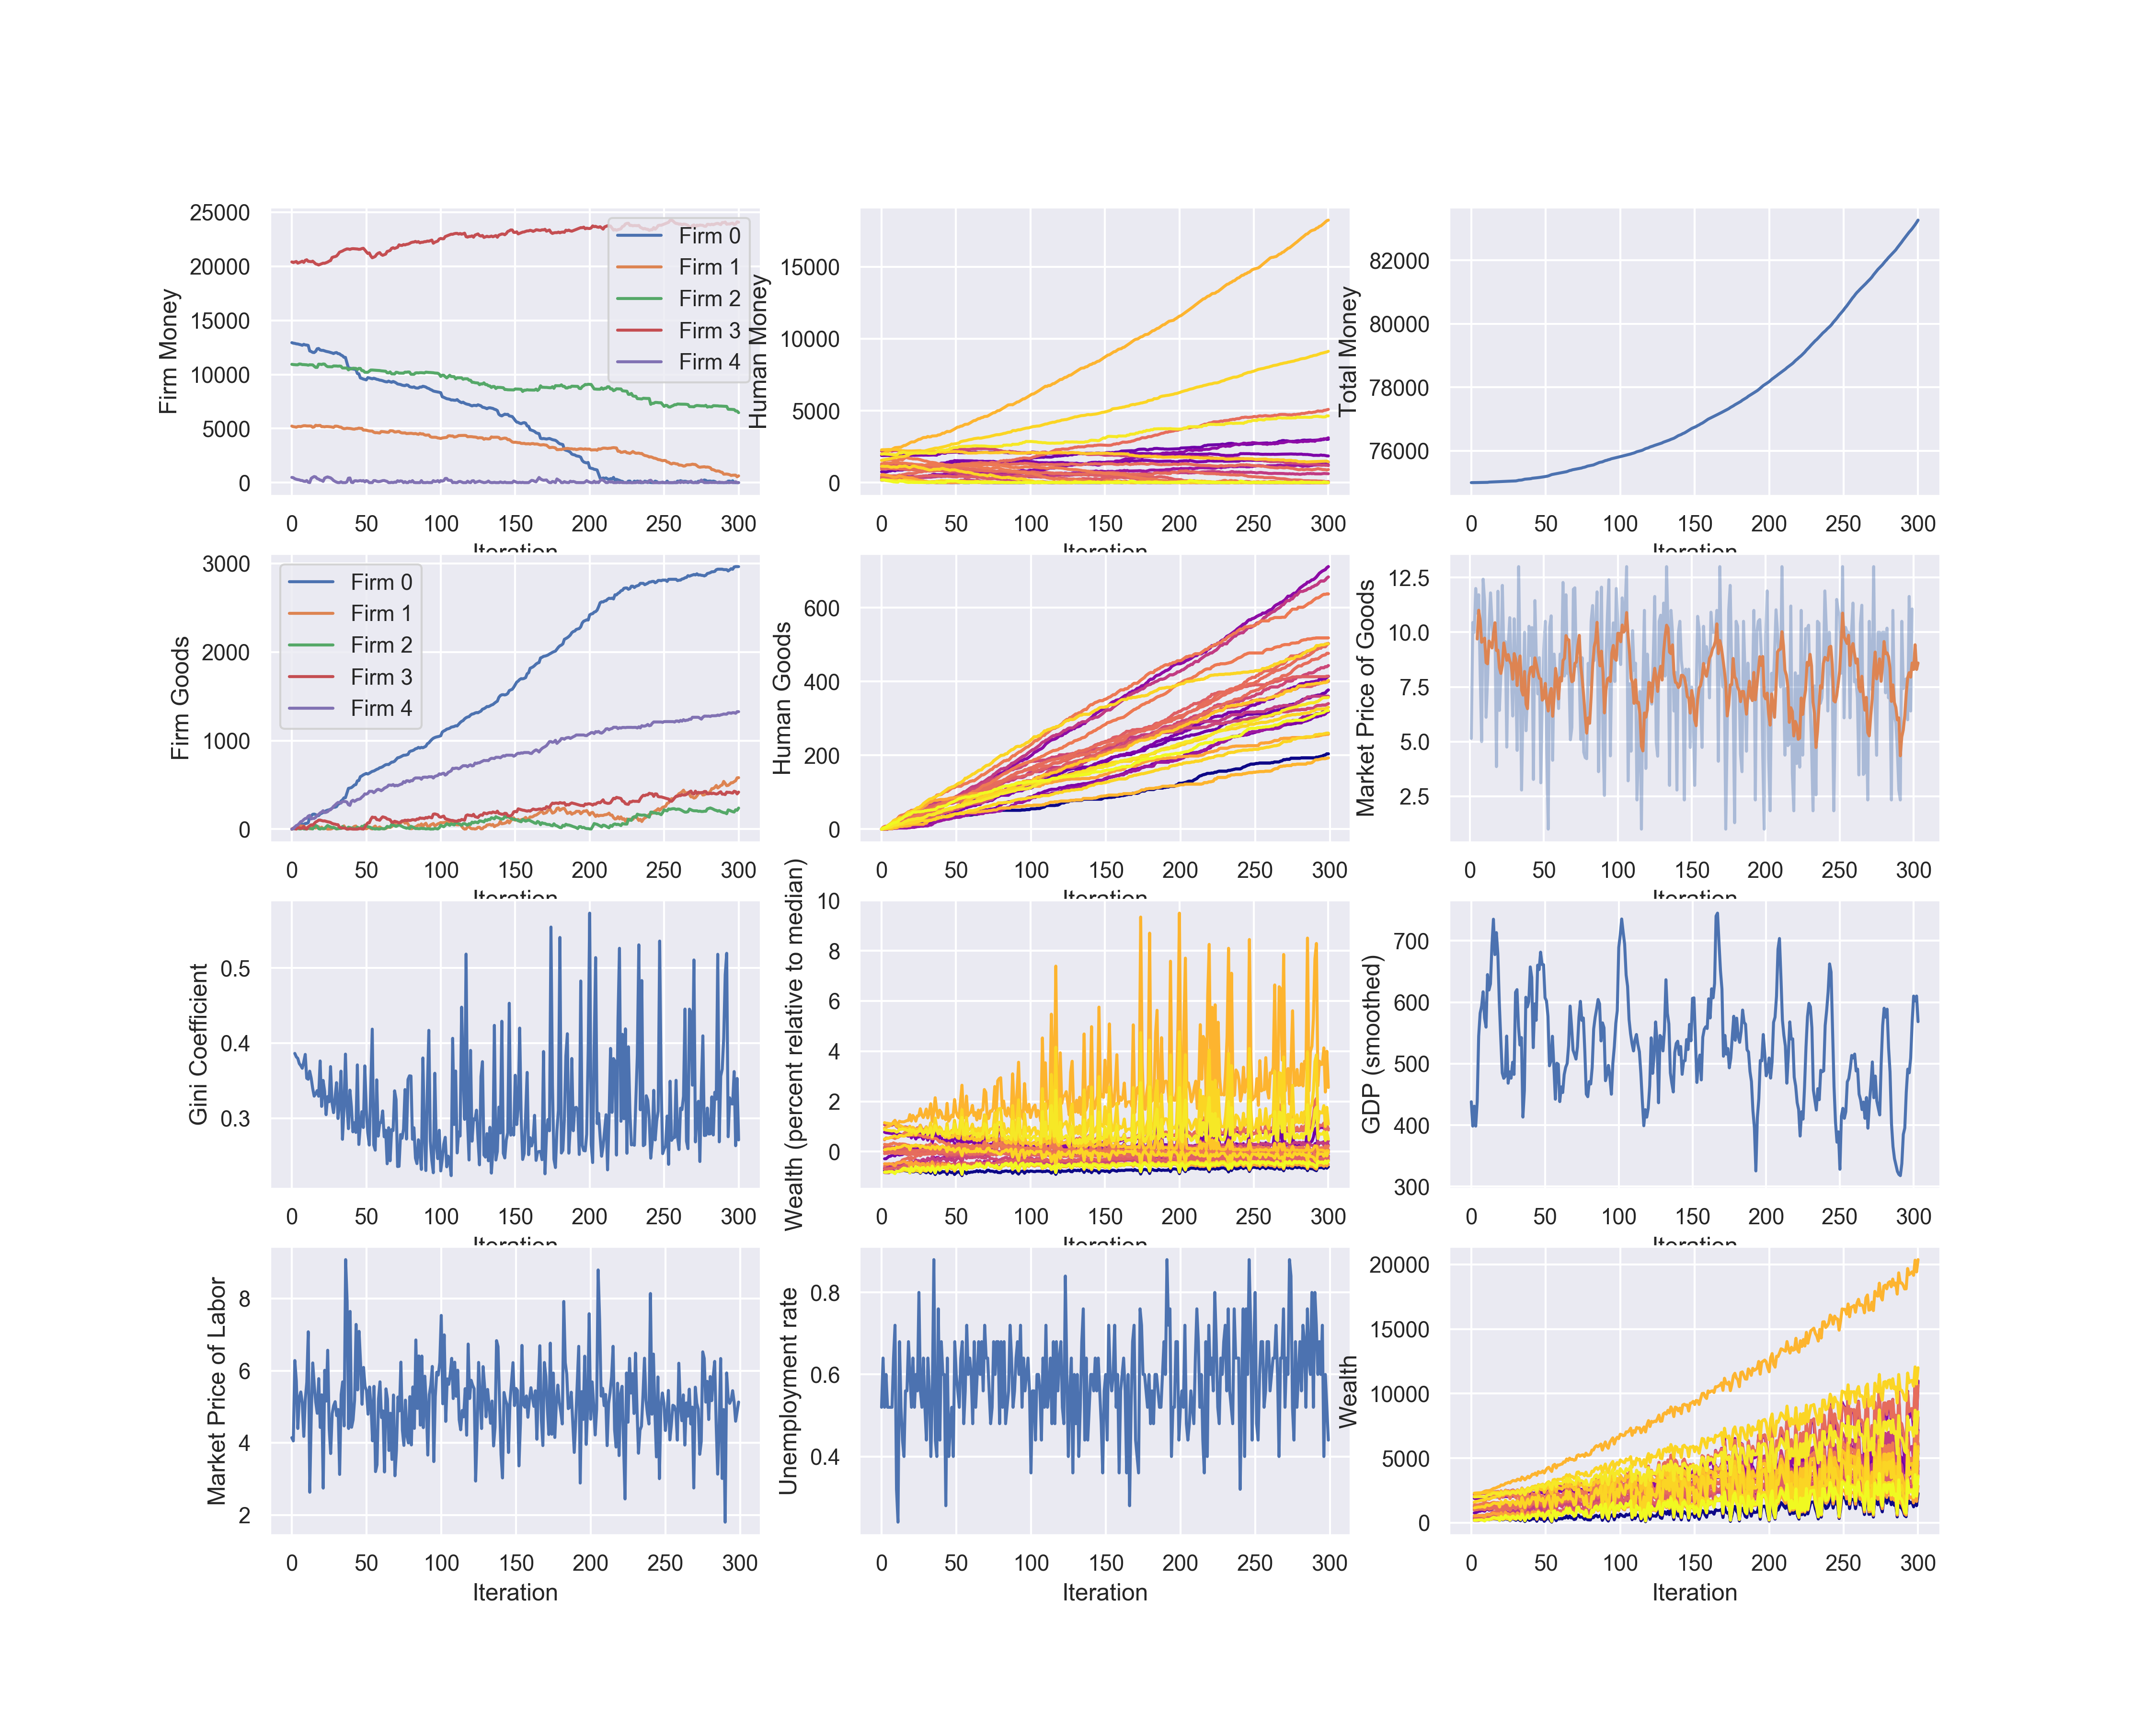 Firm Money
25000
20000
15000
10000
5000
0
0 50 100 150 200 250 300
Iteration
Firm 0
Firm 1
Firm 2
Firm 3
Firm 4
Human Money
15000
10000
5000
0
0 50 100 150 200 250 300
Iteration
Total Money
82000
80000
78000
76000
0 50 100 150 200 250 300
Iteration
Firm Goods
3000
2000
1000
0
0 50 100 150 200 250 300
Iteration
Firm 0
Firm 1
Firm 2
Firm 3
Firm 4
Human Goods
600
400
200
0
0 50 100 150 200 250 300
Iteration
Market Price of Goods
12.5
10.0
7.5
5.0
2.5
0 50 100 150 200 250 300
Iteration
Gini Coefficient
0.5
0.4
0.3
0 50 100 150 200 250 300
Iteration
Wealth (percent relative to median)
10
8
6
4
2
0
0 50 100 150 200 250 300
Iteration
GDP (smoothed)
700
600
500
400
300
0 50 100 150 200 250 300
Iteration
Market Price of Labor
8
6
4
2
0 50 100 150 200 250 300
Iteration
Unemployment rate
0.8
0.6
0.4
0 50 100 150 200 250 300
Iteration
Wealth
20000
15000
10000
5000
0
0 50 100 150 200 250 300
Iteration